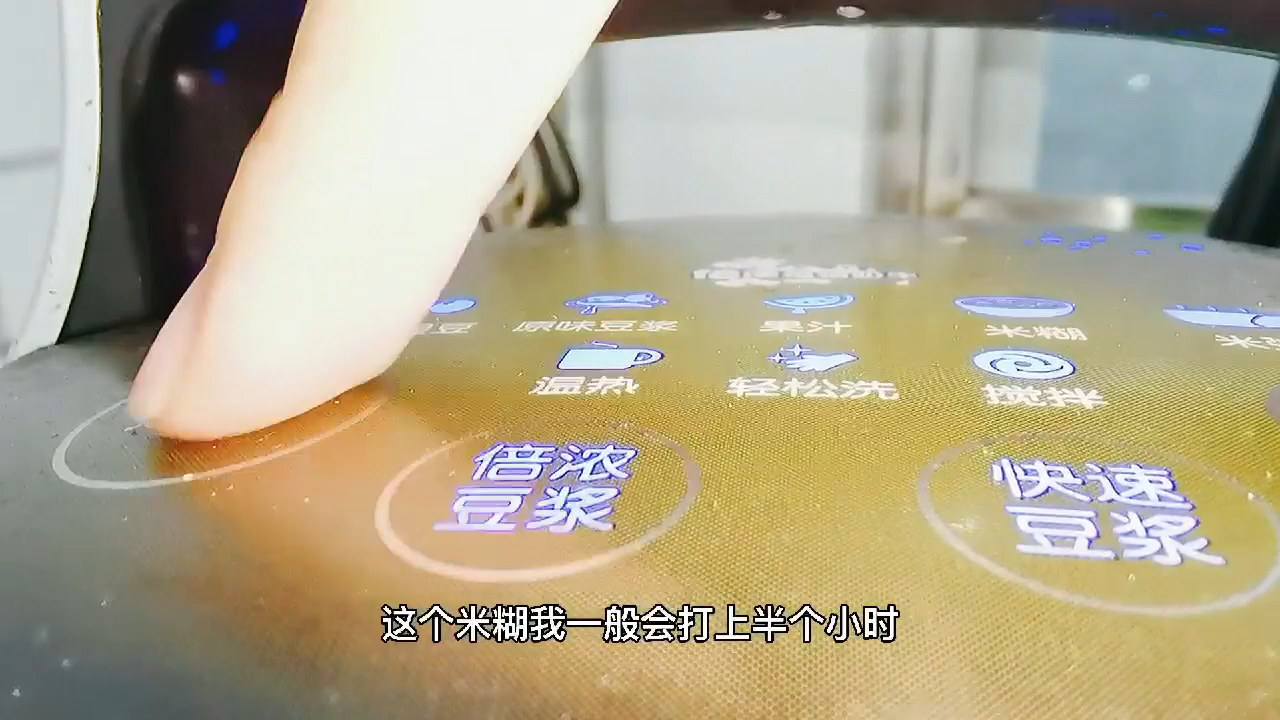 原味豆浆
果汁
米糊
温热
轻松洗
搅拌
倍浓
豆浆
快速
豆浆
这个米糊我一般会打上半个小时